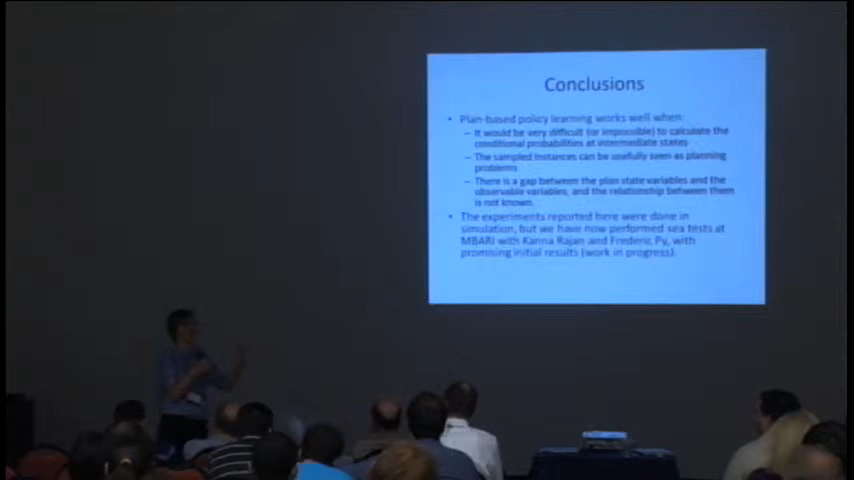 Conclusions
• Plan-based policy learning works well when:
– It would be very difficult (or impossible) to calculate the
conditional probabilities at intermediate states
– The sampled instances can be usefully seen as planning
problems
– There is a gap between the plan state variables and the
observable variables, and the relationship between them
is not known.
• The experiments reported here were done in
simulation, but we have now performed sea tests at
MBARI with Kanna Rajan and Frederic Py, with
promising initial results (work in progress).